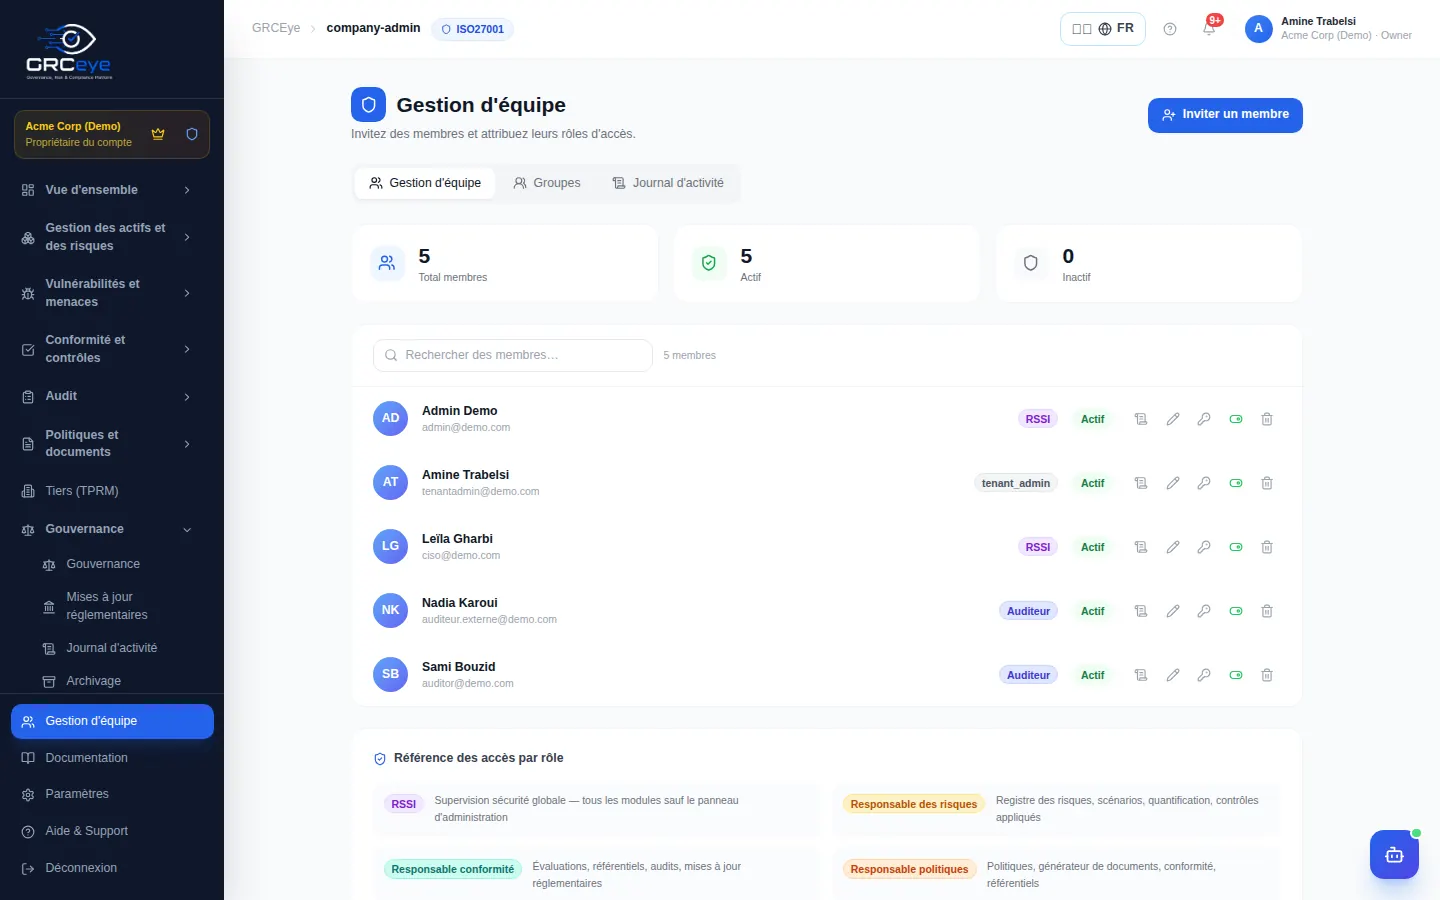 GRCeye
Governance, Risk & Compliance Platform
Acme Corp (Demo)
Propriétaire du compte
Vue d'ensemble
Gestion des actifs et
des risques
Vulnérabilités et
menaces
Conformité et
contrôles
Audit
Politiques et
documents
Tiers (TPRM)
Gouvernance
Gouvernance
Mises à jour
réglementaires
Journal d'activité
Archivage
Gestion d'équipe
Documentation
Paramètres
Aide & Support
Déconnexion
GRCEye
company-admin
ISO27001
FR
9+
A
Amine Trabelsi
Acme Corp (Demo) · Owner
Gestion d'équipe
Invitez des membres et attribuez leurs rôles d'accès.
Inviter un membre
Gestion d'équipe
Groupes
Journal d'activité
5
Total membres
5
Actif
0
Inactif
Rechercher des membres…
5 membres
AD
Admin Demo
admin@demo.com
RSSI
Actif
AT
Amine Trabelsi
tenantadmin@demo.com
tenant_admin
Actif
LG
Leïla Gharbi
ciso@demo.com
RSSI
Actif
NK
Nadia Karoui
auditeur.externe@demo.com
Auditeur
Actif
SB
Sami Bouzid
auditor@demo.com
Auditeur
Actif
Référence des accès par rôle
RSSI
Supervision sécurité globale — tous les modules sauf le panneau
d'administration
Responsable des risques
Registre des risques, scénarios, quantification, contrôles
appliqués
Responsable conformité
Évaluations, référentiels, audits, mises à jour
réglementaires
Responsable politiques
Politiques, générateur de documents, conformité,
référentiels